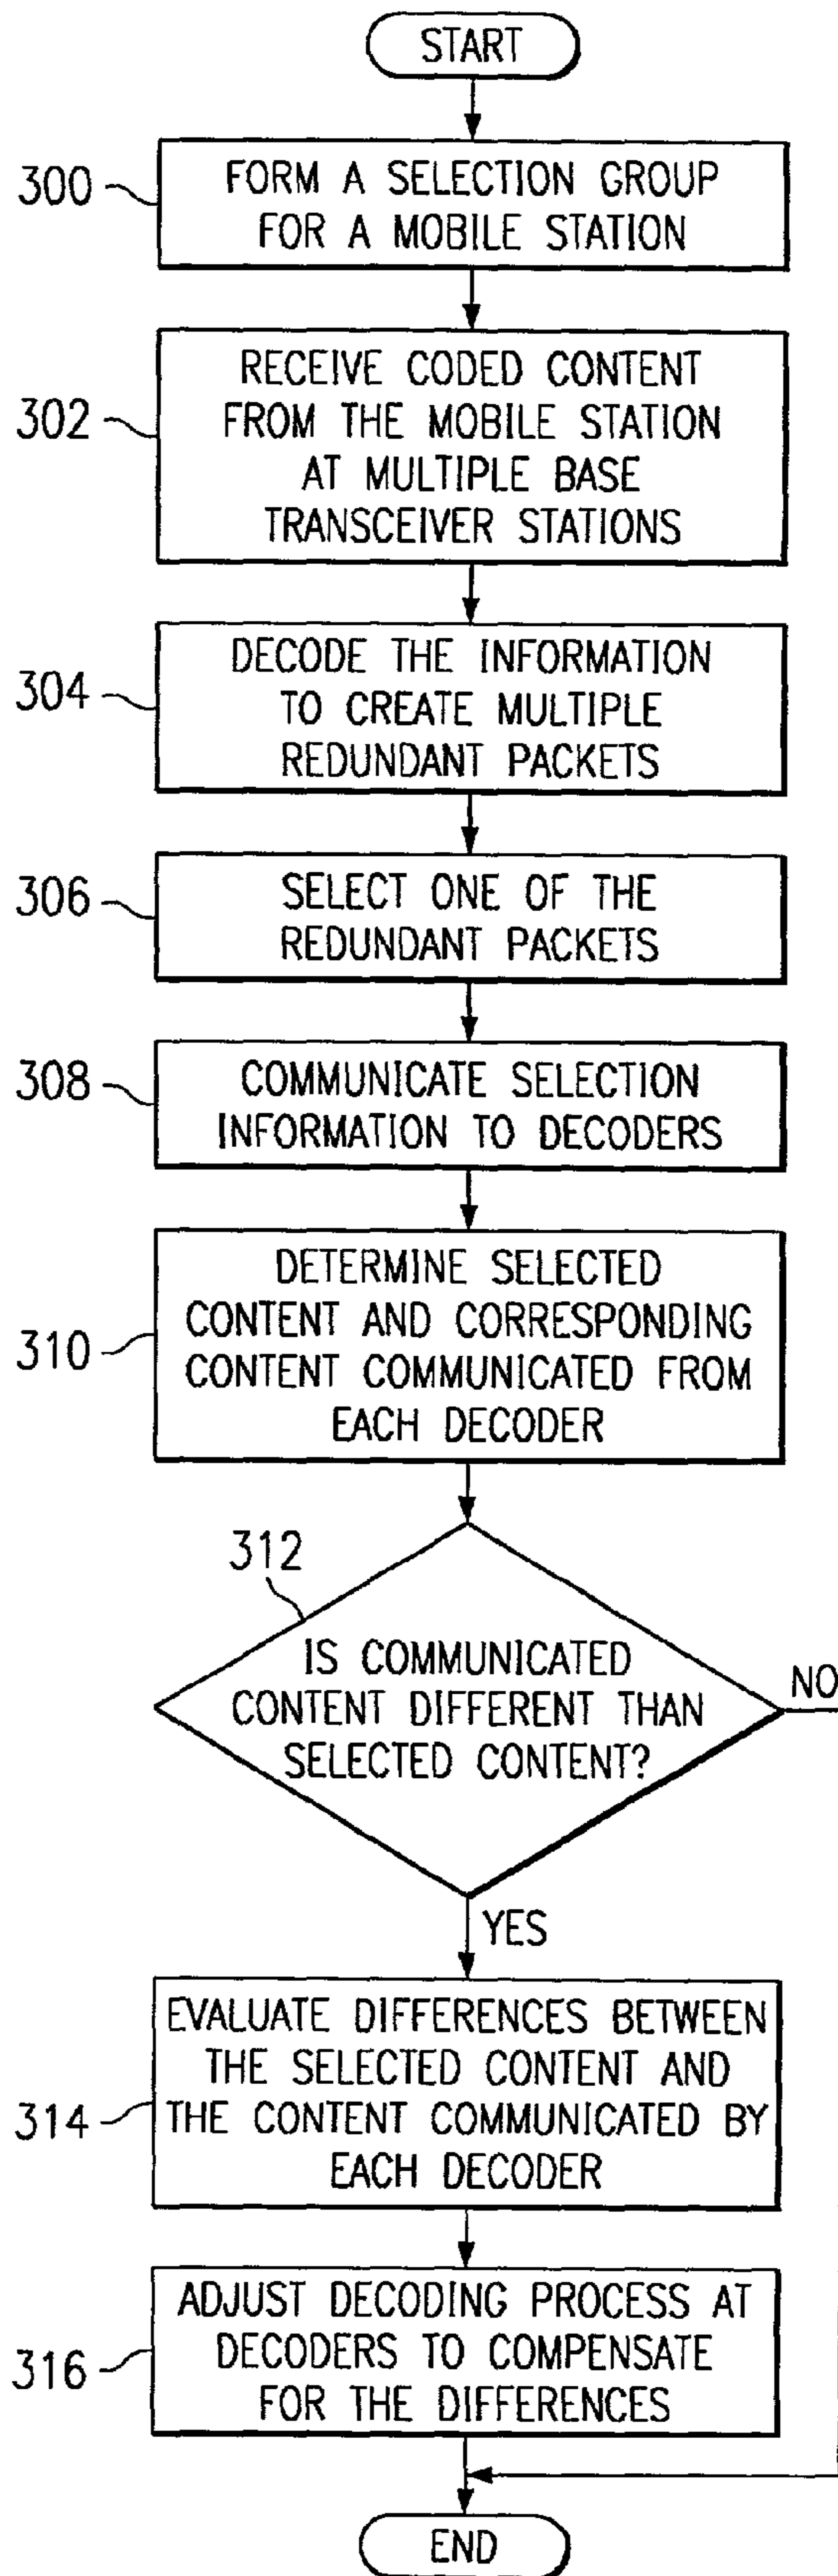 START
300
FORM A SELECTION GROUP
FOR A MOBILE STATION
302
RECEIVE CODED CONTENT
FROM THE MOBILE STATION
AT MULTIPLE BASE
TRANSCEIVER STATIONS
304
DECODE THE INFORMATION
TO CREATE MULTIPLE
REDUNDANT PACKETS
306
SELECT ONE OF THE
REDUNDANT PACKETS
308
COMMUNICATE SELECTION
INFORMATION TO DECODERS
310
DETERMINE SELECTED
CONTENT AND CORRESPONDING
CONTENT COMMUNICATED FROM
EACH DECODER
312
IS COMMUNICATED
CONTENT DIFFERENT THAN
SELECTED CONTENT?
NO
YES
314
EVALUATE DIFFERENCES BETWEEN
THE SELECTED CONTENT AND
THE CONTENT COMMUNICATED BY
EACH DECODER
316
ADJUST DECODING PROCESS AT
DECODERS TO COMPENSATE
FOR THE DIFFERENCES
END